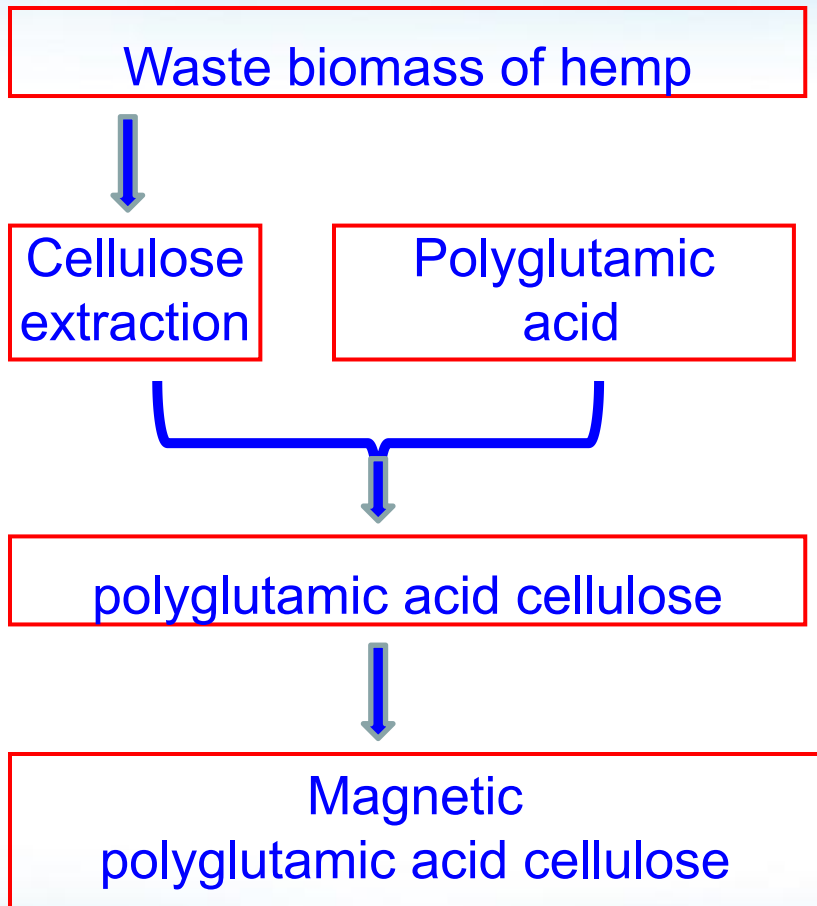 Waste biomass of hemp
Cellulose
extraction
Polyglutamic
acid
polyglutamic acid cellulose
Magnetic
polyglutamic acid cellulose